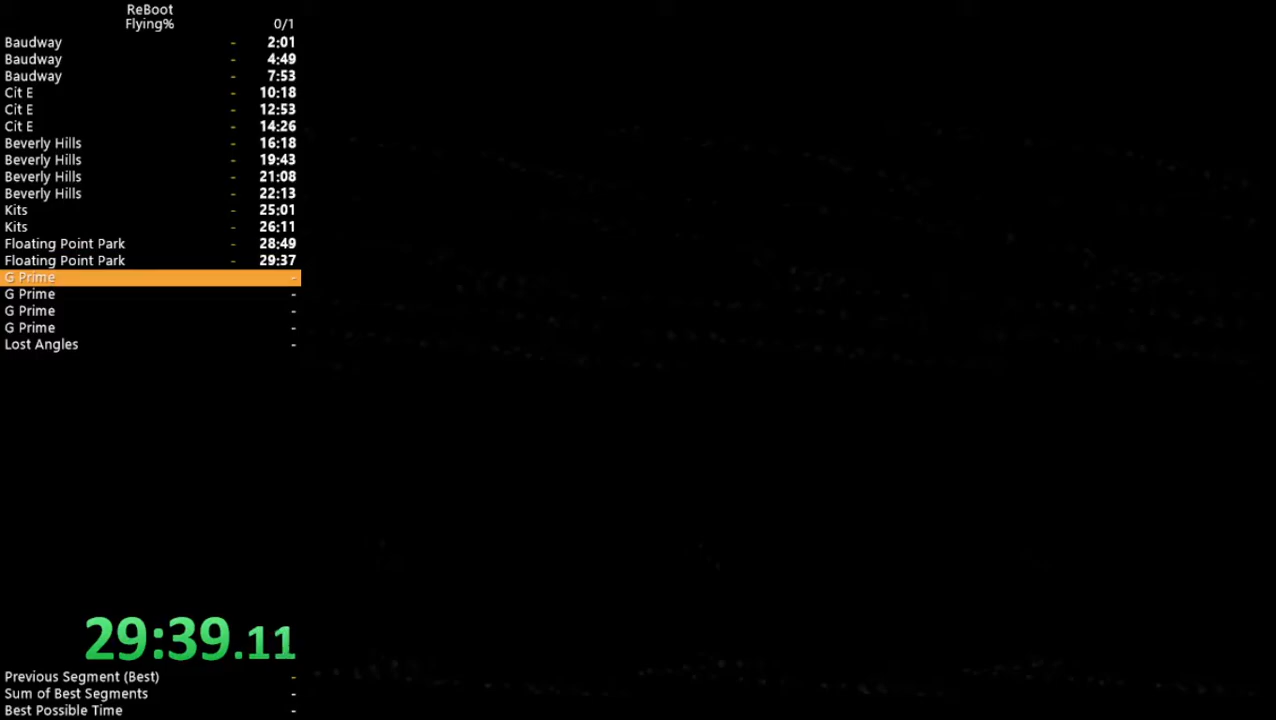 ReBoot
Flying% 0/1
Baudway - 2:01
Baudway - 4:49
Baudway - 7:53
Cit E - 10:18
Cit E - 12:53
Cit E - 14:26
Beverly Hills - 16:18
Beverly Hills - 19:43
Beverly Hills - 21:08
Beverly Hills - 22:13
Kits - 25:01
Kits - 26:11
Floating Point Park - 28:49
Floating Point Park - 29:37
G Prime -
G Prime -
G Prime -
G Prime -
Lost Angles -
29:39.11
Previous Segment (Best) -
Sum of Best Segments -
Best Possible Time -